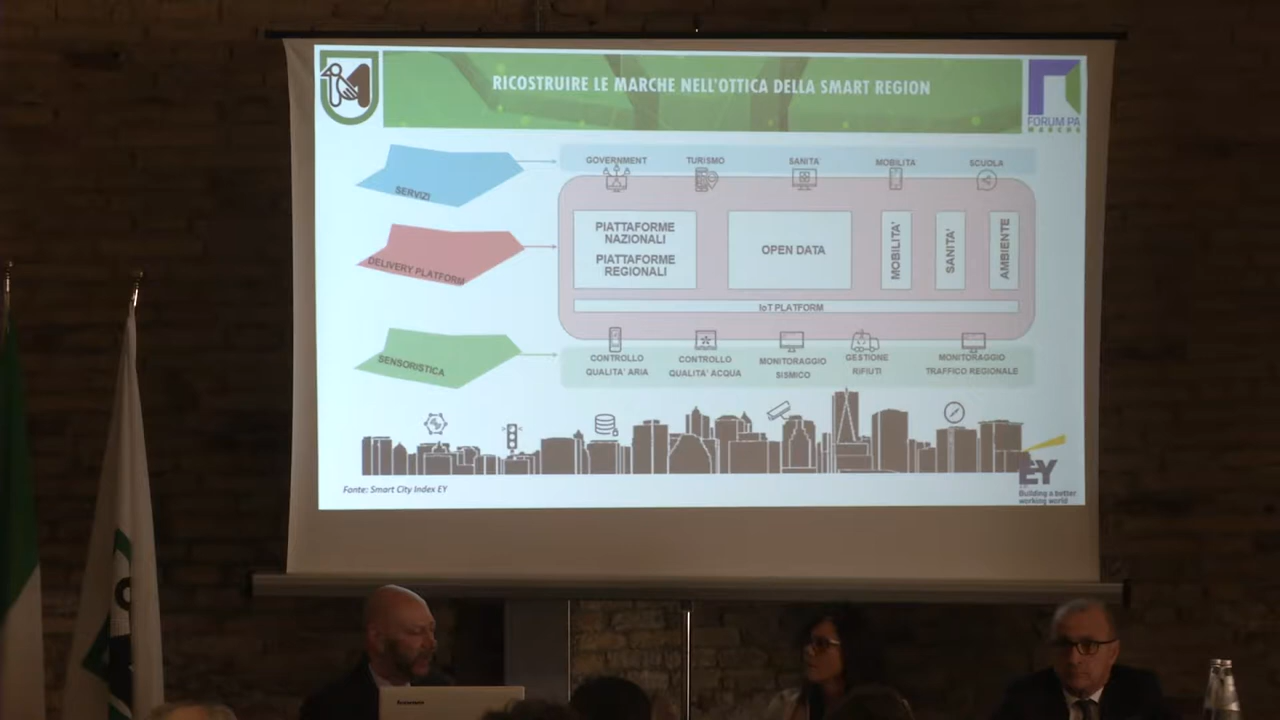 RICOSTRUIRE LE MARCHE NELL'OTTICA DELLA SMART REGION
FORUM PA
MARCHE
SERVIZI
GOVERNMENT
TURISMO
SANITA'
MOBILITA'
SCUOLA
DELIVERY PLATFORM
PIATTAFORME
NAZIONALI
PIATTAFORME
REGIONALI
OPEN DATA
MOBILITA'
SANITA'
AMBIENTE
IoT PLATFORM
SENSORISTICA
CONTROLLO
QUALITA' ARIA
CONTROLLO
QUALITA' ACQUA
MONITORAGGIO
SISMICO
GESTIONE
RIFIUTI
MONITORAGGIO
TRAFFICO REGIONALE
Fonte: Smart City Index EY
EY
Building a better
working world